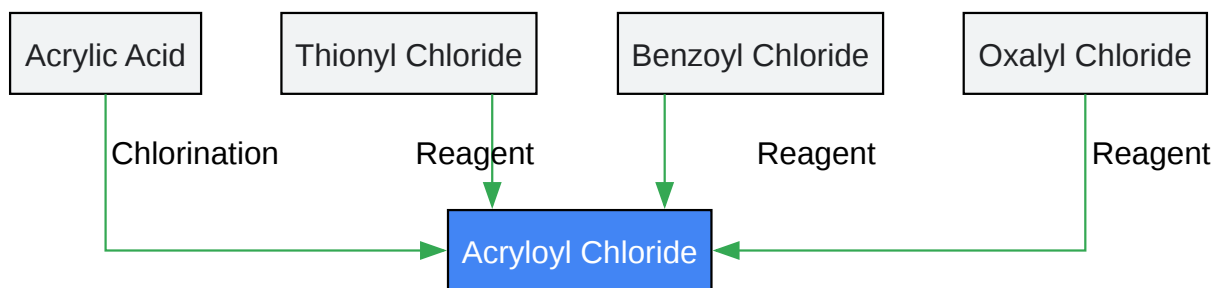 Acrylic Acid
Thionyl Chloride
Benzoyl Chloride
Oxalyl Chloride
Chlorination
Reagent
Reagent
Reagent
Acryloyl Chloride